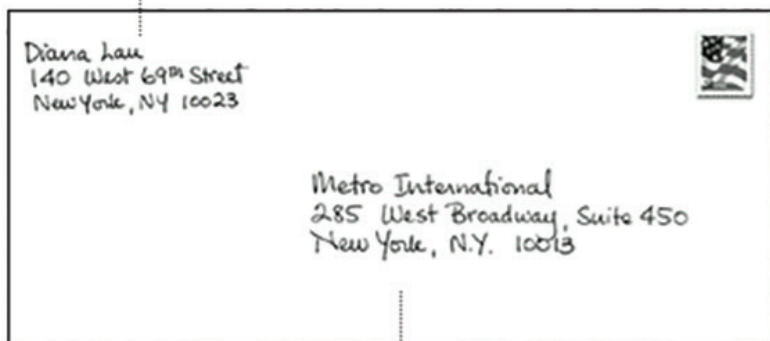 Diana Lau
140 West 69th Street
New York, NY 10023
Metro International
285 West Broadway, Suite 450
New York, N.Y. 10013